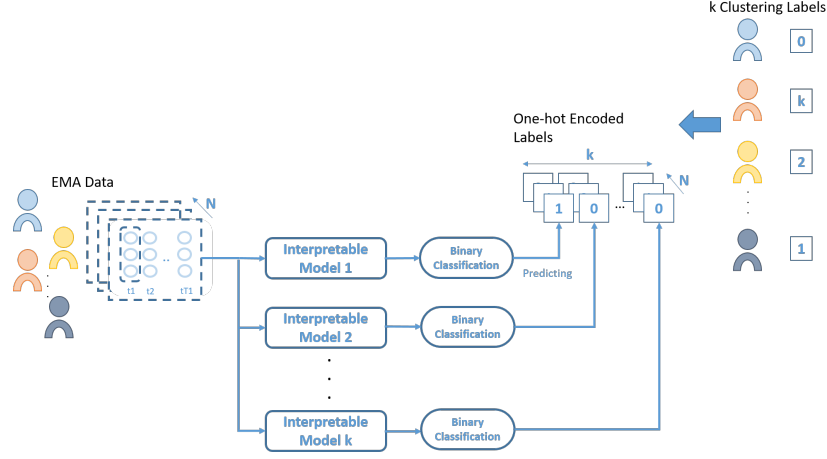 k Clustering Labels
0
k
One-hot Encoded
Labels
k
2
N
EMA Data
N
1 0 ... 0
1
t1 t2 .. tT1
Interpretable
Model 1
Binary
Classification
Predicting
Interpretable
Model 2
Binary
Classification
Interpretable
Model k
Binary
Classification